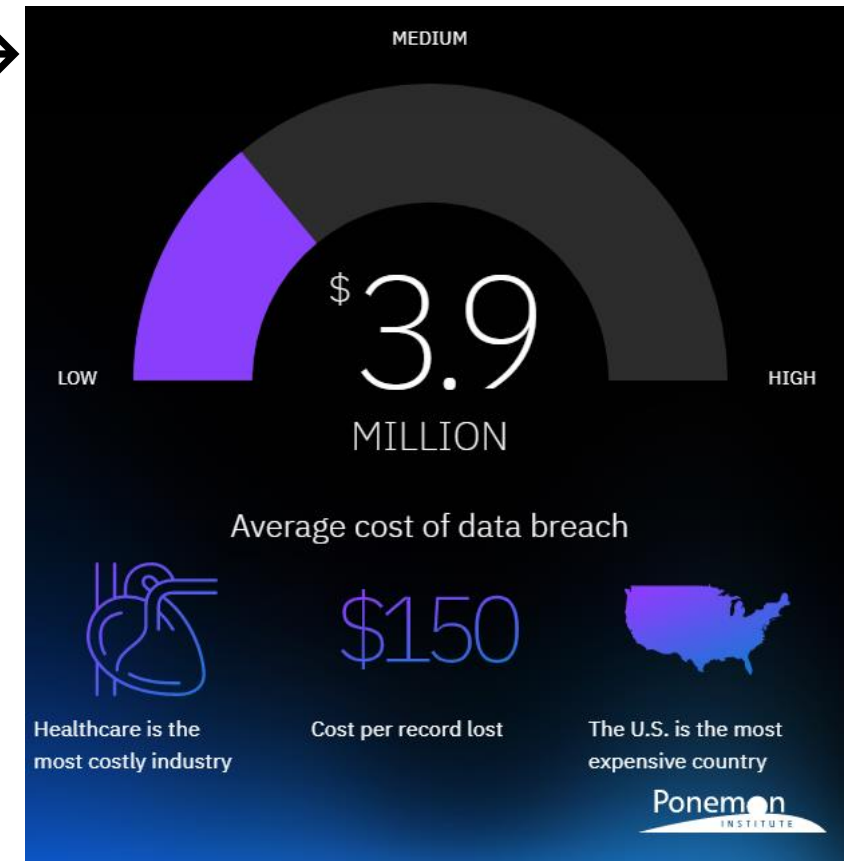 MEDIUM
$3.9
LOW
HIGH
MILLION
Average cost of data breach
$150
Healthcare is the
most costly industry
Cost per record lost
The U.S. is the most
expensive country
Ponemon
INSTITUTE